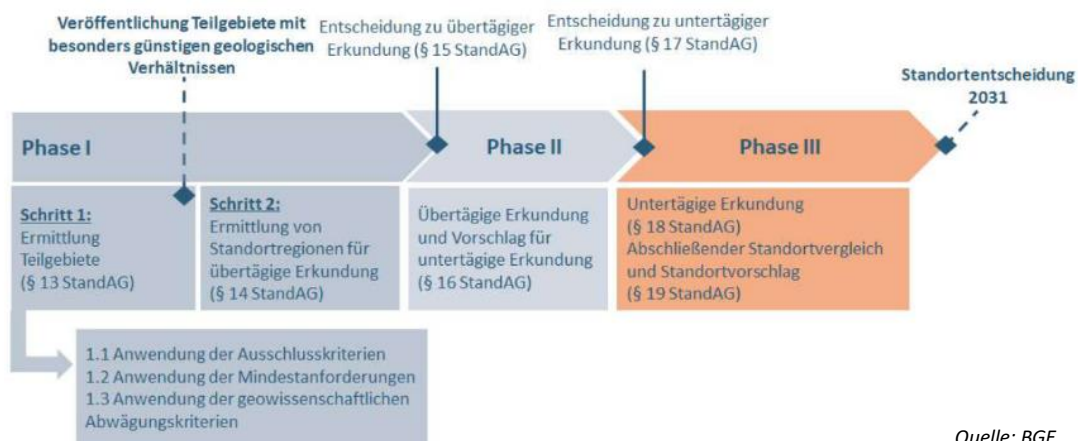 Veröffentlichung Teilgebiete mit
besonders günstigen geologischen
Verhältnissen
Entscheidung zu übertägiger
Erkundung (§ 15 StandAG)
Entscheidung zu untertägiger
Erkundung (§ 17 StandAG)
Standortentscheidung
2031
Phase I
Phase II
Phase III
Schritt 1:
Ermittlung
Teilgebiete
(§ 13 StandAG)
Schritt 2:
Ermittlung von
Standortregionen für
übertägige Erkundung
(§ 14 StandAG)
Übertägige Erkundung
und Vorschlag für
untertägige Erkundung
(§ 16 StandAG)
Untertägige Erkundung
(§ 18 StandAG)
Abschließender Standortvergleich
und Standortvorschlag
(§ 19 StandAG)
1.1 Anwendung der Ausschlusskriterien
1.2 Anwendung der Mindestanforderungen
1.3 Anwendung der geowissenschaftlichen
Abwägungskriterien
Quelle: BGE